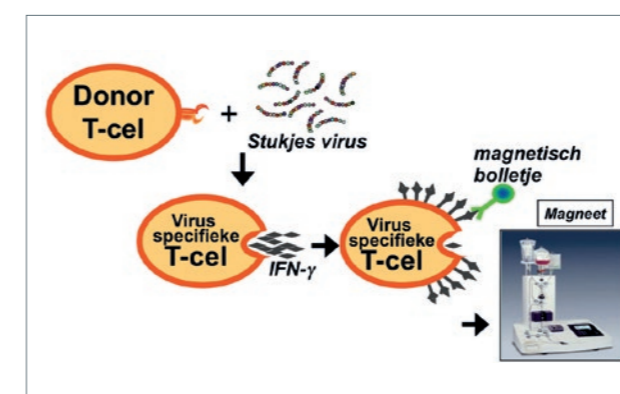 Donor
T-cel
+
Stukjes virus
magnetisch
bolletje
Magneet
Virus
specifieke
T-cel
IFN-γ
Virus
specifieke
T-cel